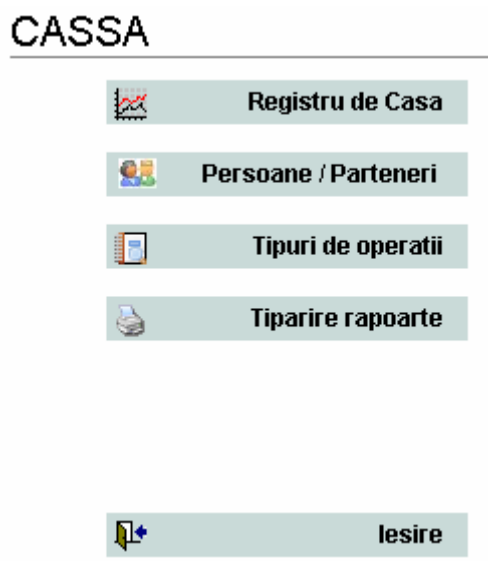 CASSA
Registru de Casa
Persoane / Parteneri
Tipuri de operatii
Tiparire rapoarte
Iesire